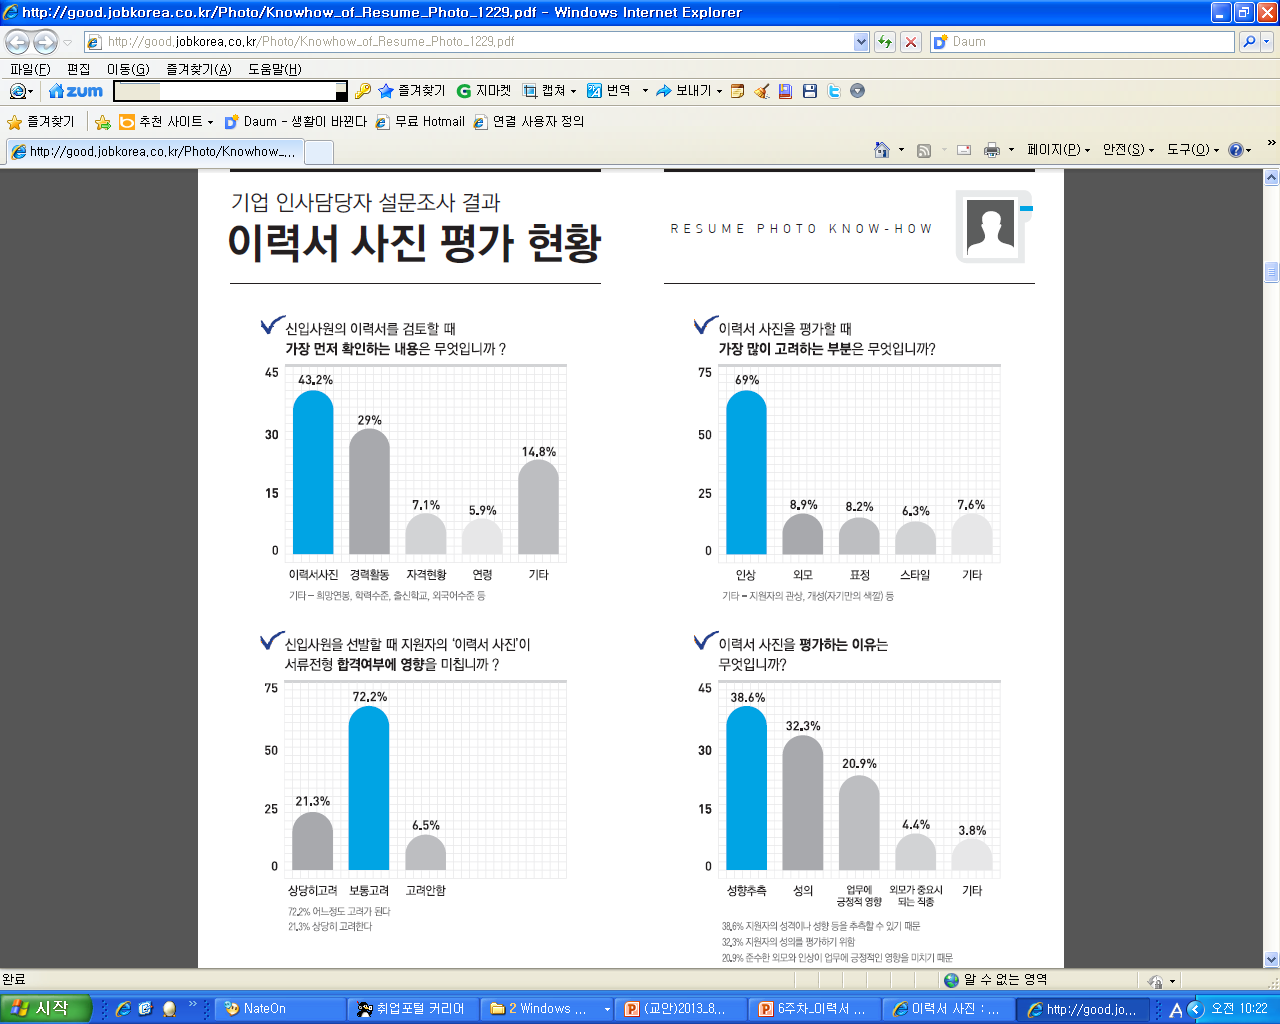 http://good.jobkorea.co.kr/Photo/Knowhow_of_Resume_Photo_1229.pdf - Windows Internet Explorer
http://good.jobkorea.co.kr/Photo/Knowhow_of_Resume_Photo_1229.pdf
Daum
파일(F) 편집 이동(G) 즐겨찾기(A) 도움말(H)
zum 즐겨찾기 지마켓 캡쳐 번역 보내기
즐겨찾기 추천 사이트 Daum - 생활이 바뀐다 무료 Hotmail 연결 사용자 정의
http://good.jobkorea.co.kr/Photo/Knowhow_... 페이지(P) 안전(S) 도구(O) »
기업 인사담당자 설문조사 결과
이력서 사진 평가 현황
RESUME PHOTO KNOW-HOW
신입사원의 이력서를 검토할 때
가장 먼저 확인하는 내용은 무엇입니까 ?
45
30
15
0
43.2%
29%
7.1%
5.9%
14.8%
이력서사진 경력활동 자격현황 연령 기타
기타 – 희망연봉, 학력수준, 출신학교, 외국어수준 등
이력서 사진을 평가할 때
가장 많이 고려하는 부분은 무엇입니까?
75
50
25
0
69%
8.9%
8.2%
6.3%
7.6%
인상 외모 표정 스타일 기타
기타 – 지원자의 관상, 개성(자기만의 색깔) 등
신입사원을 선발할 때 지원자의 ‘이력서 사진’이
서류전형 합격여부에 영향을 미칩니까 ?
75
50
25
0
21.3%
72.2%
6.5%
상당히고려 보통고려 고려안함
72.2% 어느정도 고려가 된다
21.3% 상당히 고려한다
이력서 사진을 평가하는 이유는
무엇입니까?
45
30
15
0
38.6%
32.3%
20.9%
4.4%
3.8%
성향추측 성의 업무에 긍정적 영향 외모가 중요시 되는 직종 기타
38.6% 지원자의 성격이나 성향 등을 추측할 수 있기 때문
32.3% 지원자의 성의를 평가하기 위함
20.9% 준수한 외모와 인상이 업무에 긍정적인 영향을 미치기 때문
완료 알 수 없는 영역
시작 » NateOn 취업포털 커리어 2 Windows ... (교안)2013_8... 6주차_이력서 ... 이력서 사진 : ... http://good.jo... A 오전 10:22